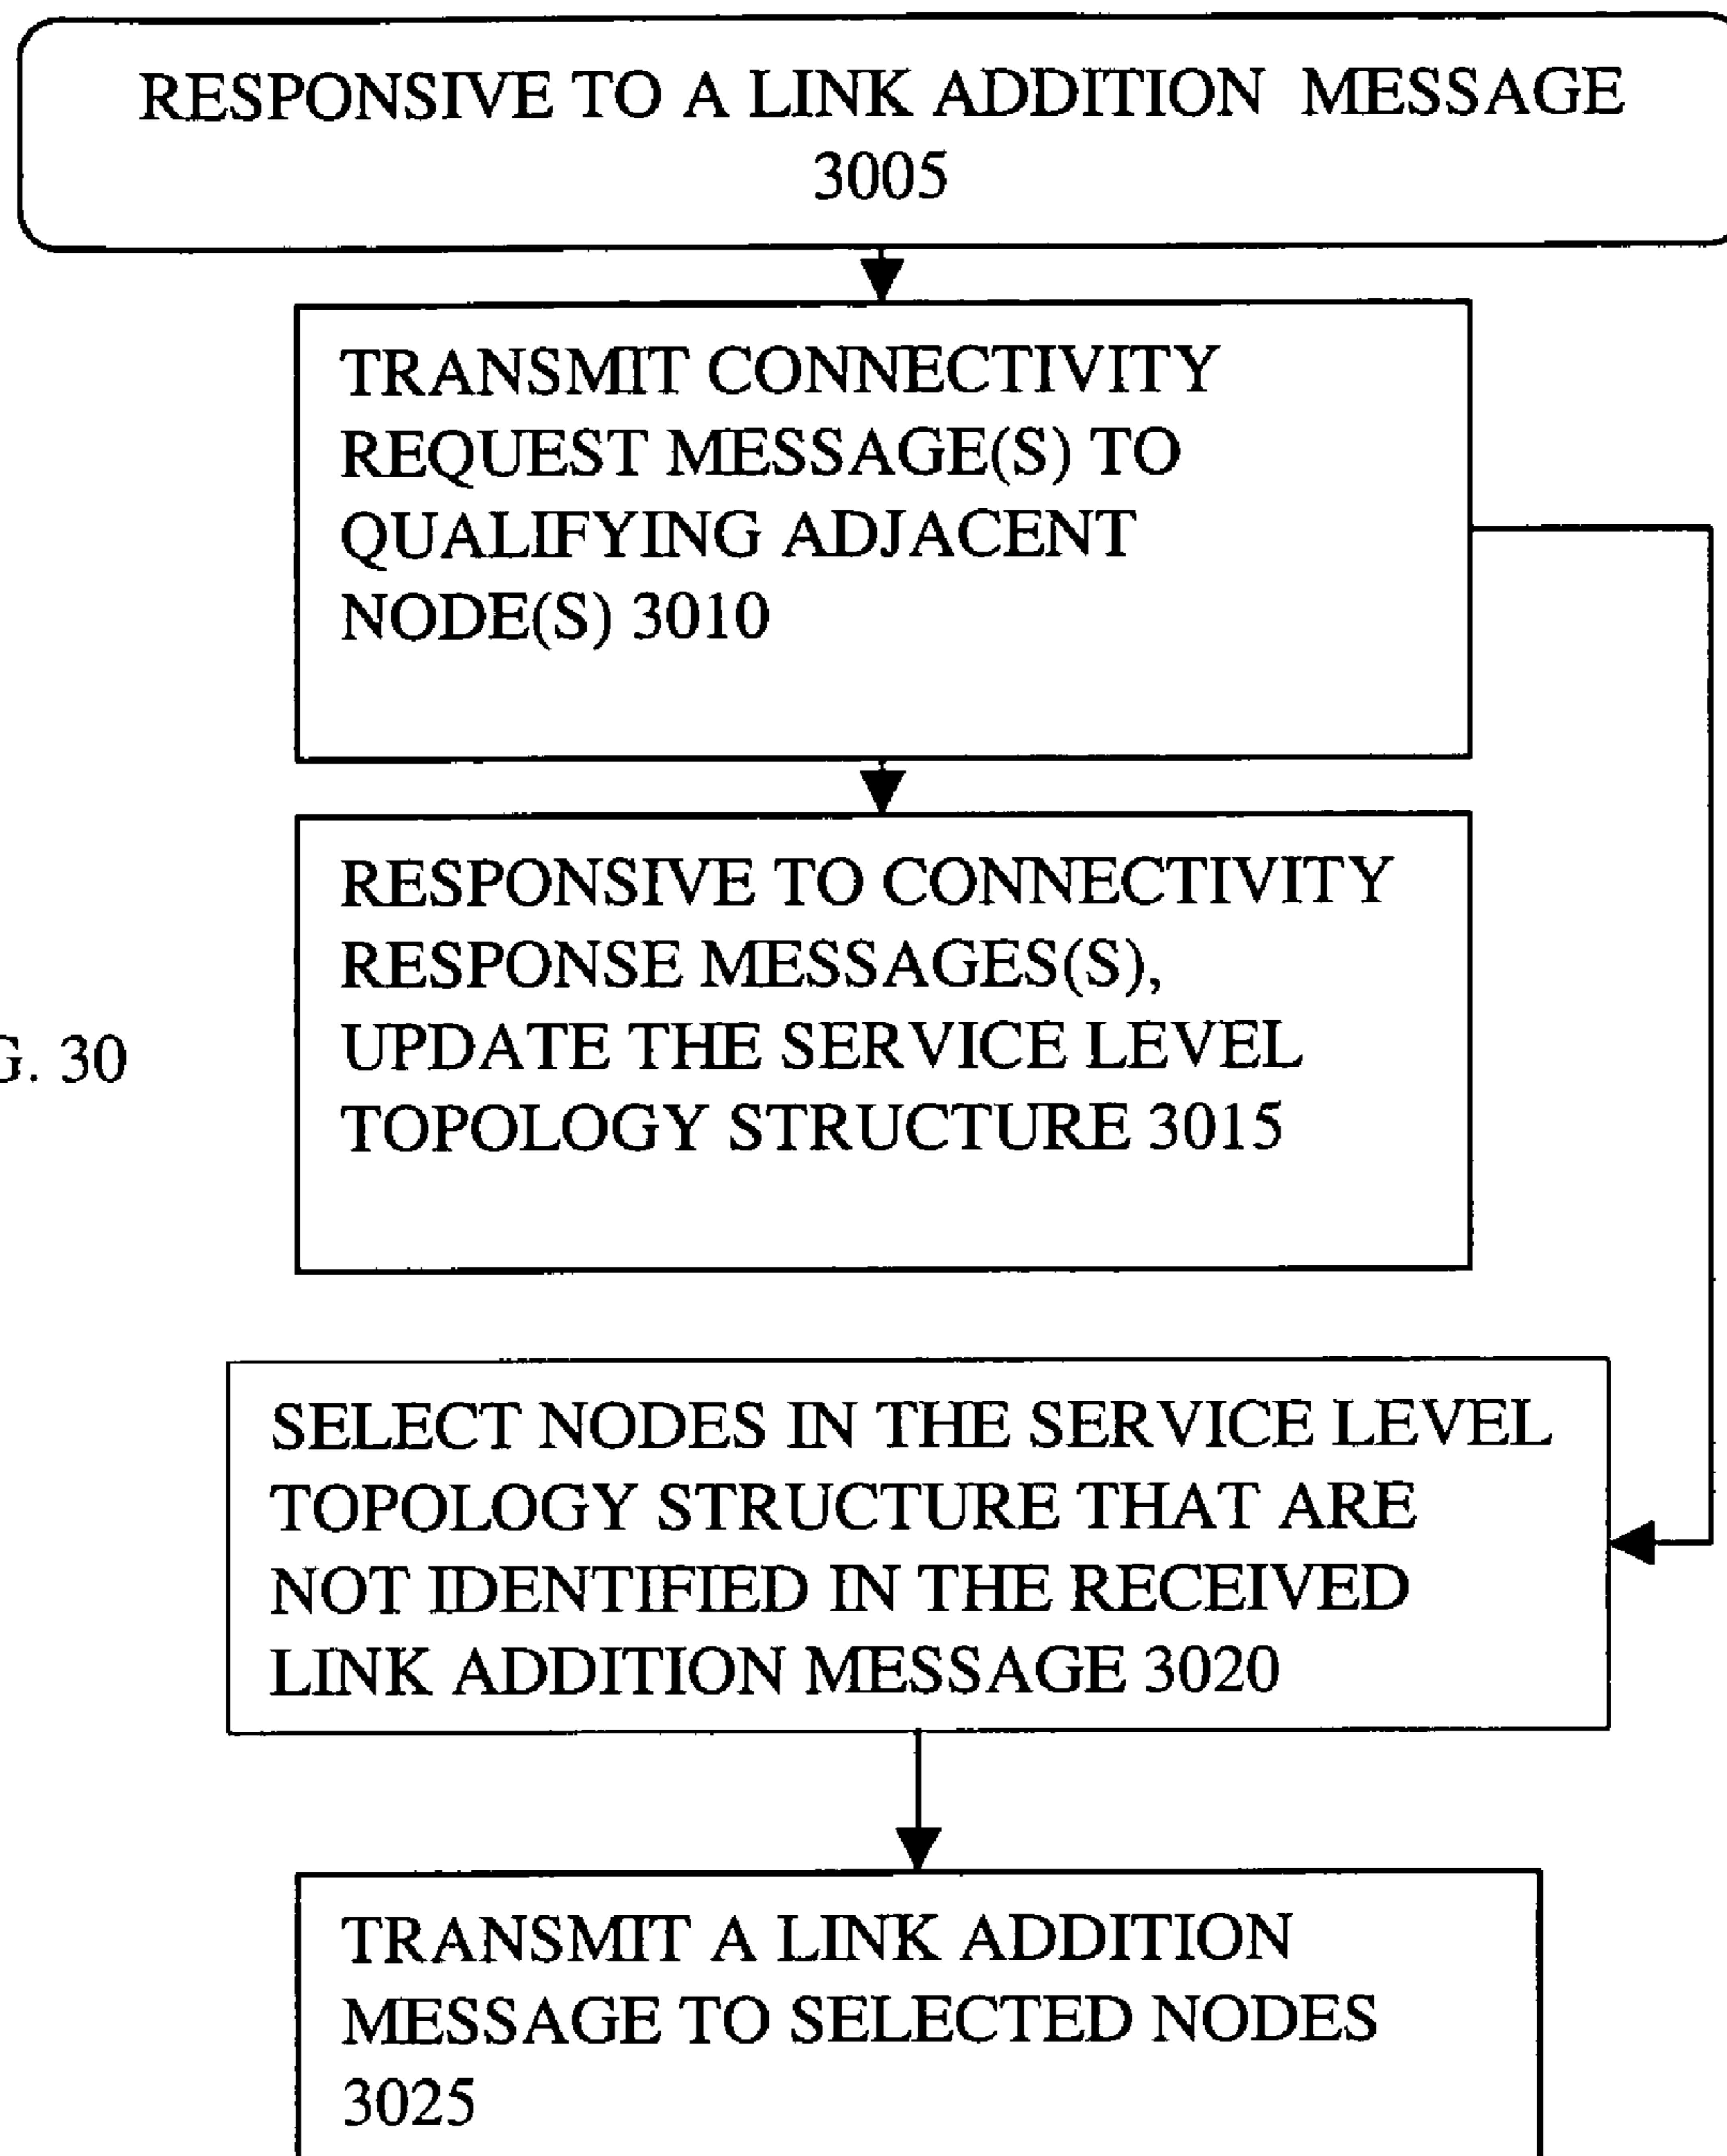 RESPONSIVE TO A LINK ADDITION MESSAGE
3005
TRANSMIT CONNECTIVITY
REQUEST MESSAGE(S) TO
QUALIFYING ADJACENT
NODE(S) 3010
RESPONSIVE TO CONNECTIVITY
RESPONSE MESSAGES(S),
UPDATE THE SERVICE LEVEL
TOPOLOGY STRUCTURE 3015
G. 30
SELECT NODES IN THE SERVICE LEVEL
TOPOLOGY STRUCTURE THAT ARE
NOT IDENTIFIED IN THE RECEIVED
LINK ADDITION MESSAGE 3020
TRANSMIT A LINK ADDITION
MESSAGE TO SELECTED NODES
3025